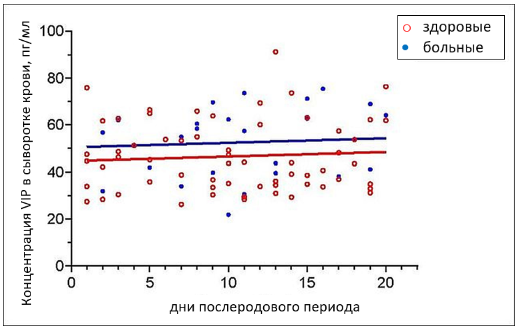 здоровые
больные
Концентрация VIP в сыворотке крови, пг/мл
100
80
60
40
20
0
0
5
10
15
20
дни послеродового периода